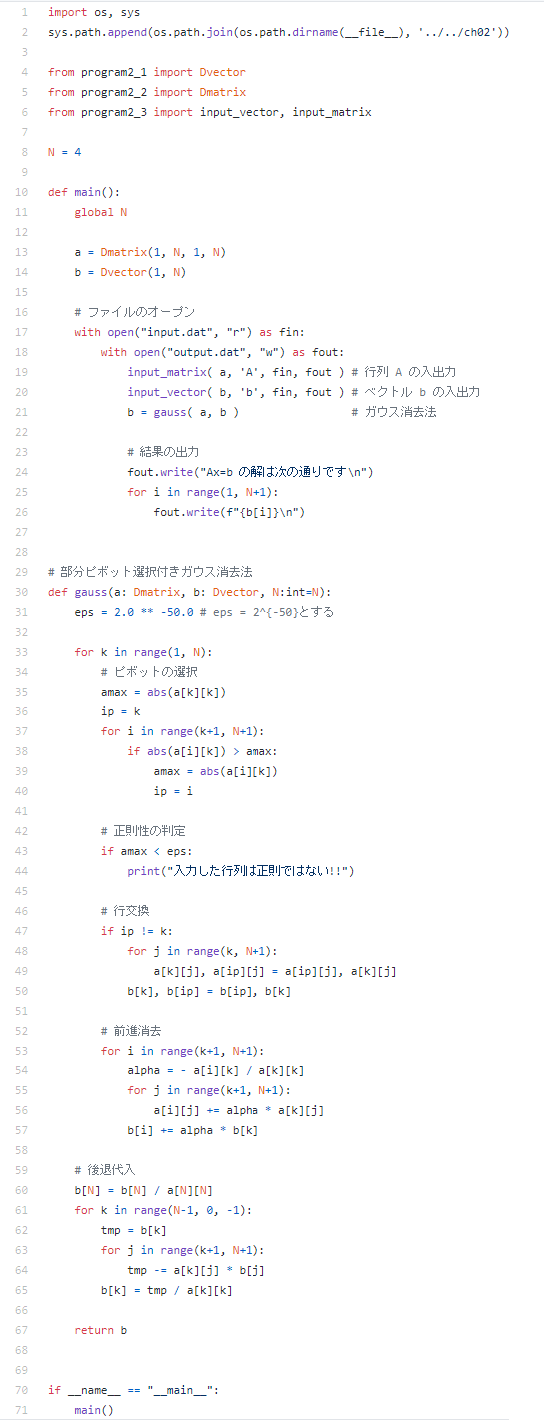 1 import os, sys
2 sys.path.append(os.path.join(os.path.dirname(__file__), '../../ch02'))
3
4 from program2_1 import Dvector
5 from program2_2 import Dmatrix
6 from program2_3 import input_vector, input_matrix
7
8 N = 4
9
10 def main():
11     global N
12
13     a = Dmatrix(1, N, 1, N)
14     b = Dvector(1, N)
15
16     # ファイルのオープン
17     with open("input.dat", "r") as fin:
18         with open("output.dat", "w") as fout:
19             input_matrix( a, 'A', fin, fout ) # 行列 A の入出力
20             input_vector( b, 'b', fin, fout ) # ベクトル b の入出力
21             b = gauss( a, b )                 # ガウス消去法
22
23             # 結果の出力
24             fout.write("Ax=b の解は次の通りです\n")
25             for i in range(1, N+1):
26                 fout.write(f"{b[i]}\n")
27
28
29 # 部分ピボット選択付きガウス消去法
30 def gauss(a: Dmatrix, b: Dvector, N:int=N):
31     eps = 2.0 ** -50.0 # eps = 2^{-50}とする
32
33     for k in range(1, N):
34         # ピボットの選択
35         amax = abs(a[k][k])
36         ip = k
37         for i in range(k+1, N+1):
38             if abs(a[i][k]) > amax:
39                 amax = abs(a[i][k])
40                 ip = i
41
42         # 正則性の判定
43         if amax < eps:
44             print("入力した行列は正則ではない!!")
45
46         # 行交換
47         if ip != k:
48             for j in range(k, N+1):
49                 a[k][j], a[ip][j] = a[ip][j], a[k][j]
50             b[k], b[ip] = b[ip], b[k]
51
52         # 前進消去
53         for i in range(k+1, N+1):
54             alpha = - a[i][k] / a[k][k]
55             for j in range(k+1, N+1):
56                 a[i][j] += alpha * a[k][j]
57             b[i] += alpha * b[k]
58
59     # 後退代入
60     b[N] = b[N] / a[N][N]
61     for k in range(N-1, 0, -1):
62         tmp = b[k]
63         for j in range(k+1, N+1):
64             tmp -= a[k][j] * b[j]
65         b[k] = tmp / a[k][k]
66
67     return b
68
69
70 if __name__ == "__main__":
71     main()